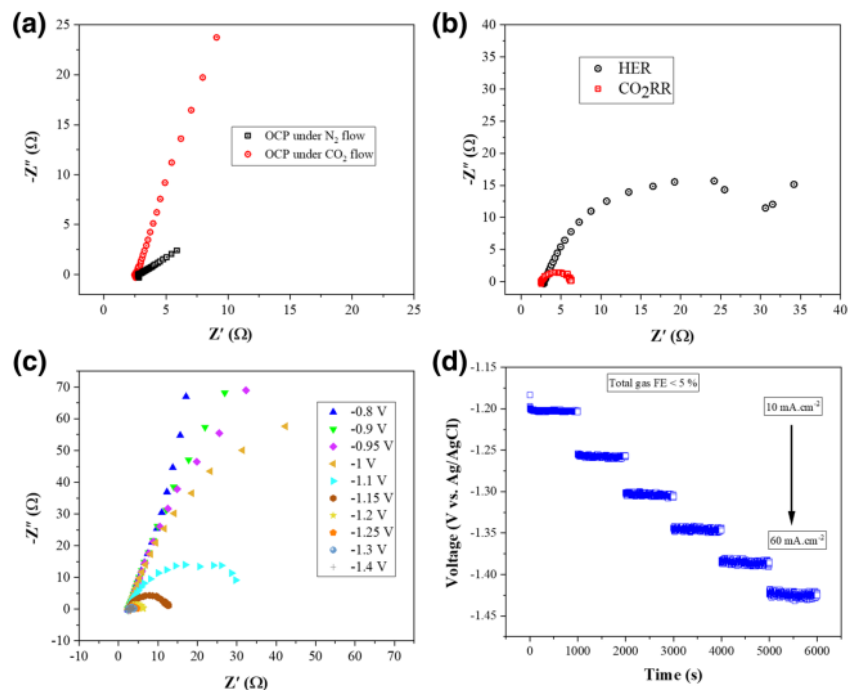 (a)
25
20
15
10
5
0
-Z″ (Ω)
OCP under N2 flow
OCP under CO2 flow
0 5 10 15 20 25
Z′ (Ω)
(b)
40
35
30
25
20
15
10
5
0
-Z″ (Ω)
HER
CO2RR
0 5 10 15 20 25 30 35 40
Z′ (Ω)
(c)
70
60
50
40
30
20
10
0
-10
-Z″ (Ω)
-0.8 V
-0.9 V
-0.95 V
-1 V
-1.1 V
-1.15 V
-1.2 V
-1.25 V
-1.3 V
-1.4 V
-10 0 10 20 30 40 50 60 70
Z′ (Ω)
(d)
-1.15
-1.20
-1.25
-1.30
-1.35
-1.40
-1.45
Voltage (V vs. Ag/AgCl)
Total gas FE < 5 %
10 mA.cm-2
60 mA.cm-2
0 1000 2000 3000 4000 5000 6000
Time (s)